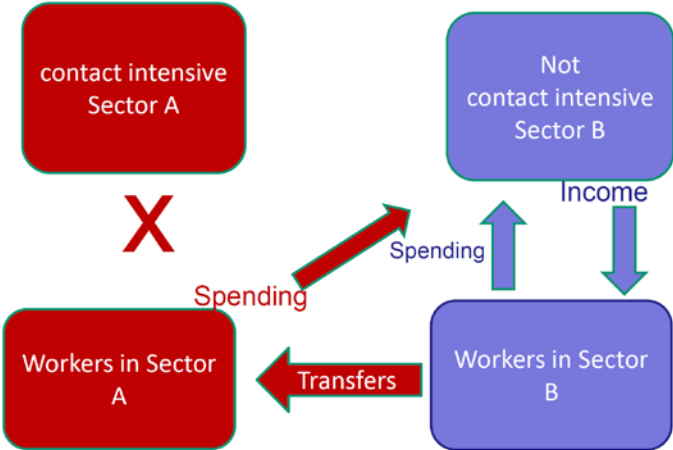 contact intensive
Sector A
Not
contact intensive
Sector B
X
Income
Spending
Spending
Workers in Sector
A
Transfers
Workers in Sector
B